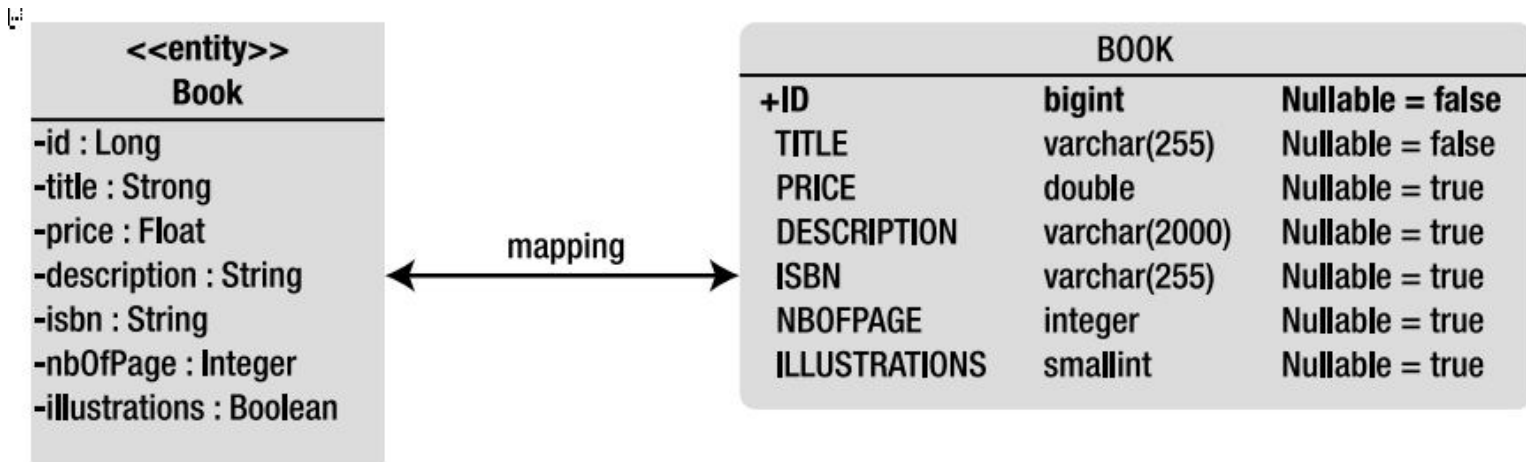 <<entity>>
Book
-id : Long
-title : Strong
-price : Float
-description : String
-isbn : String
-nbOfPage : Integer
-illustrations : Boolean
mapping
BOOK
+ID bigint Nullable = false
TITLE varchar(255) Nullable = false
PRICE double Nullable = true
DESCRIPTION varchar(2000) Nullable = true
ISBN varchar(255) Nullable = true
NBOFPAGE integer Nullable = true
ILLUSTRATIONS smallint Nullable = true